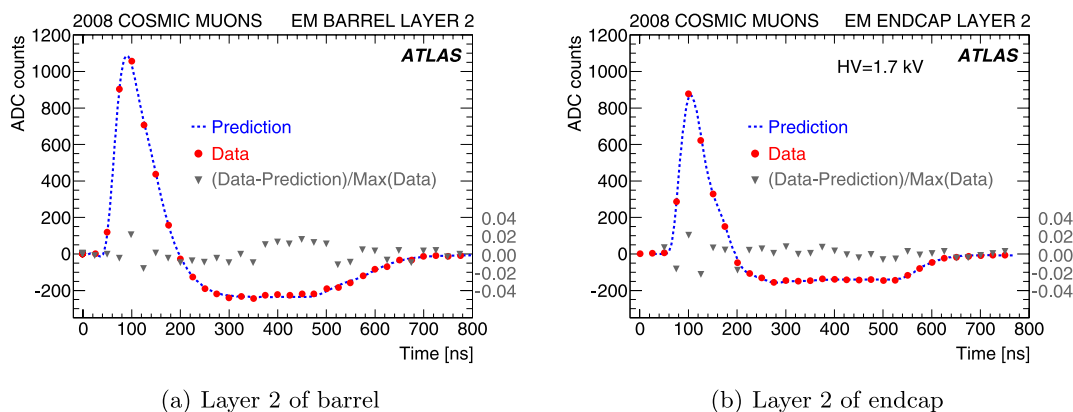 2008 COSMIC MUONS EM BARREL LAYER 2
ADC counts
1200
1000
800
600
400
200
0
-200
ATLAS
Prediction
Data
(Data-Prediction)/Max(Data)
0.04
0.02
0.00
-0.02
-0.04
0 100 200 300 400 500 600 700 800
Time [ns]
(a) Layer 2 of barrel
2008 COSMIC MUONS EM ENDCAP LAYER 2
ADC counts
1200
1000
800
600
400
200
0
-200
HV=1.7 kV
ATLAS
Prediction
Data
(Data-Prediction)/Max(Data)
0.04
0.02
0.00
-0.02
-0.04
0 100 200 300 400 500 600 700 800
Time [ns]
(b) Layer 2 of endcap